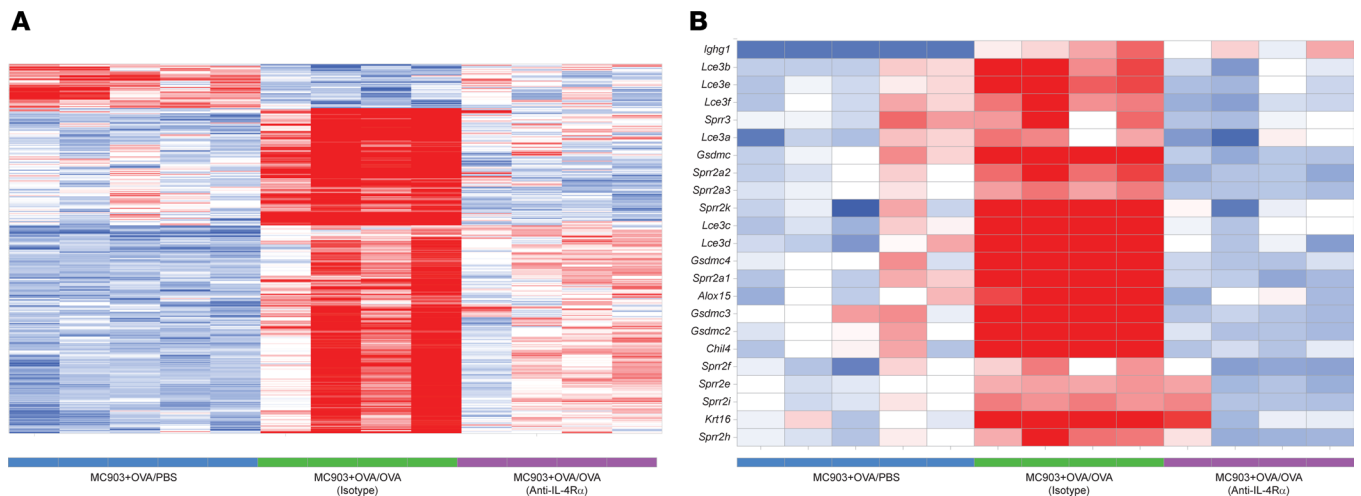 A
MC903+OVA/PBS
MC903+OVA/OVA
(Isotype)
MC903+OVA/OVA
(Anti-IL-4Rα)
B
Ighg1
Lce3b
Lce3e
Lce3f
Sprr3
Lce3a
Gsdmc
Sprr2a2
Sprr2a3
Sprr2k
Lce3c
Lce3d
Gsdmc4
Sprr2a1
Alox15
Gsdmc3
Gsdmc2
Chil4
Sprr2f
Sprr2e
Sprr2i
Krt16
Sprr2h
MC903+OVA/PBS
MC903+OVA/OVA
(Isotype)
MC903+OVA/OVA
(Anti-IL-4Rα)